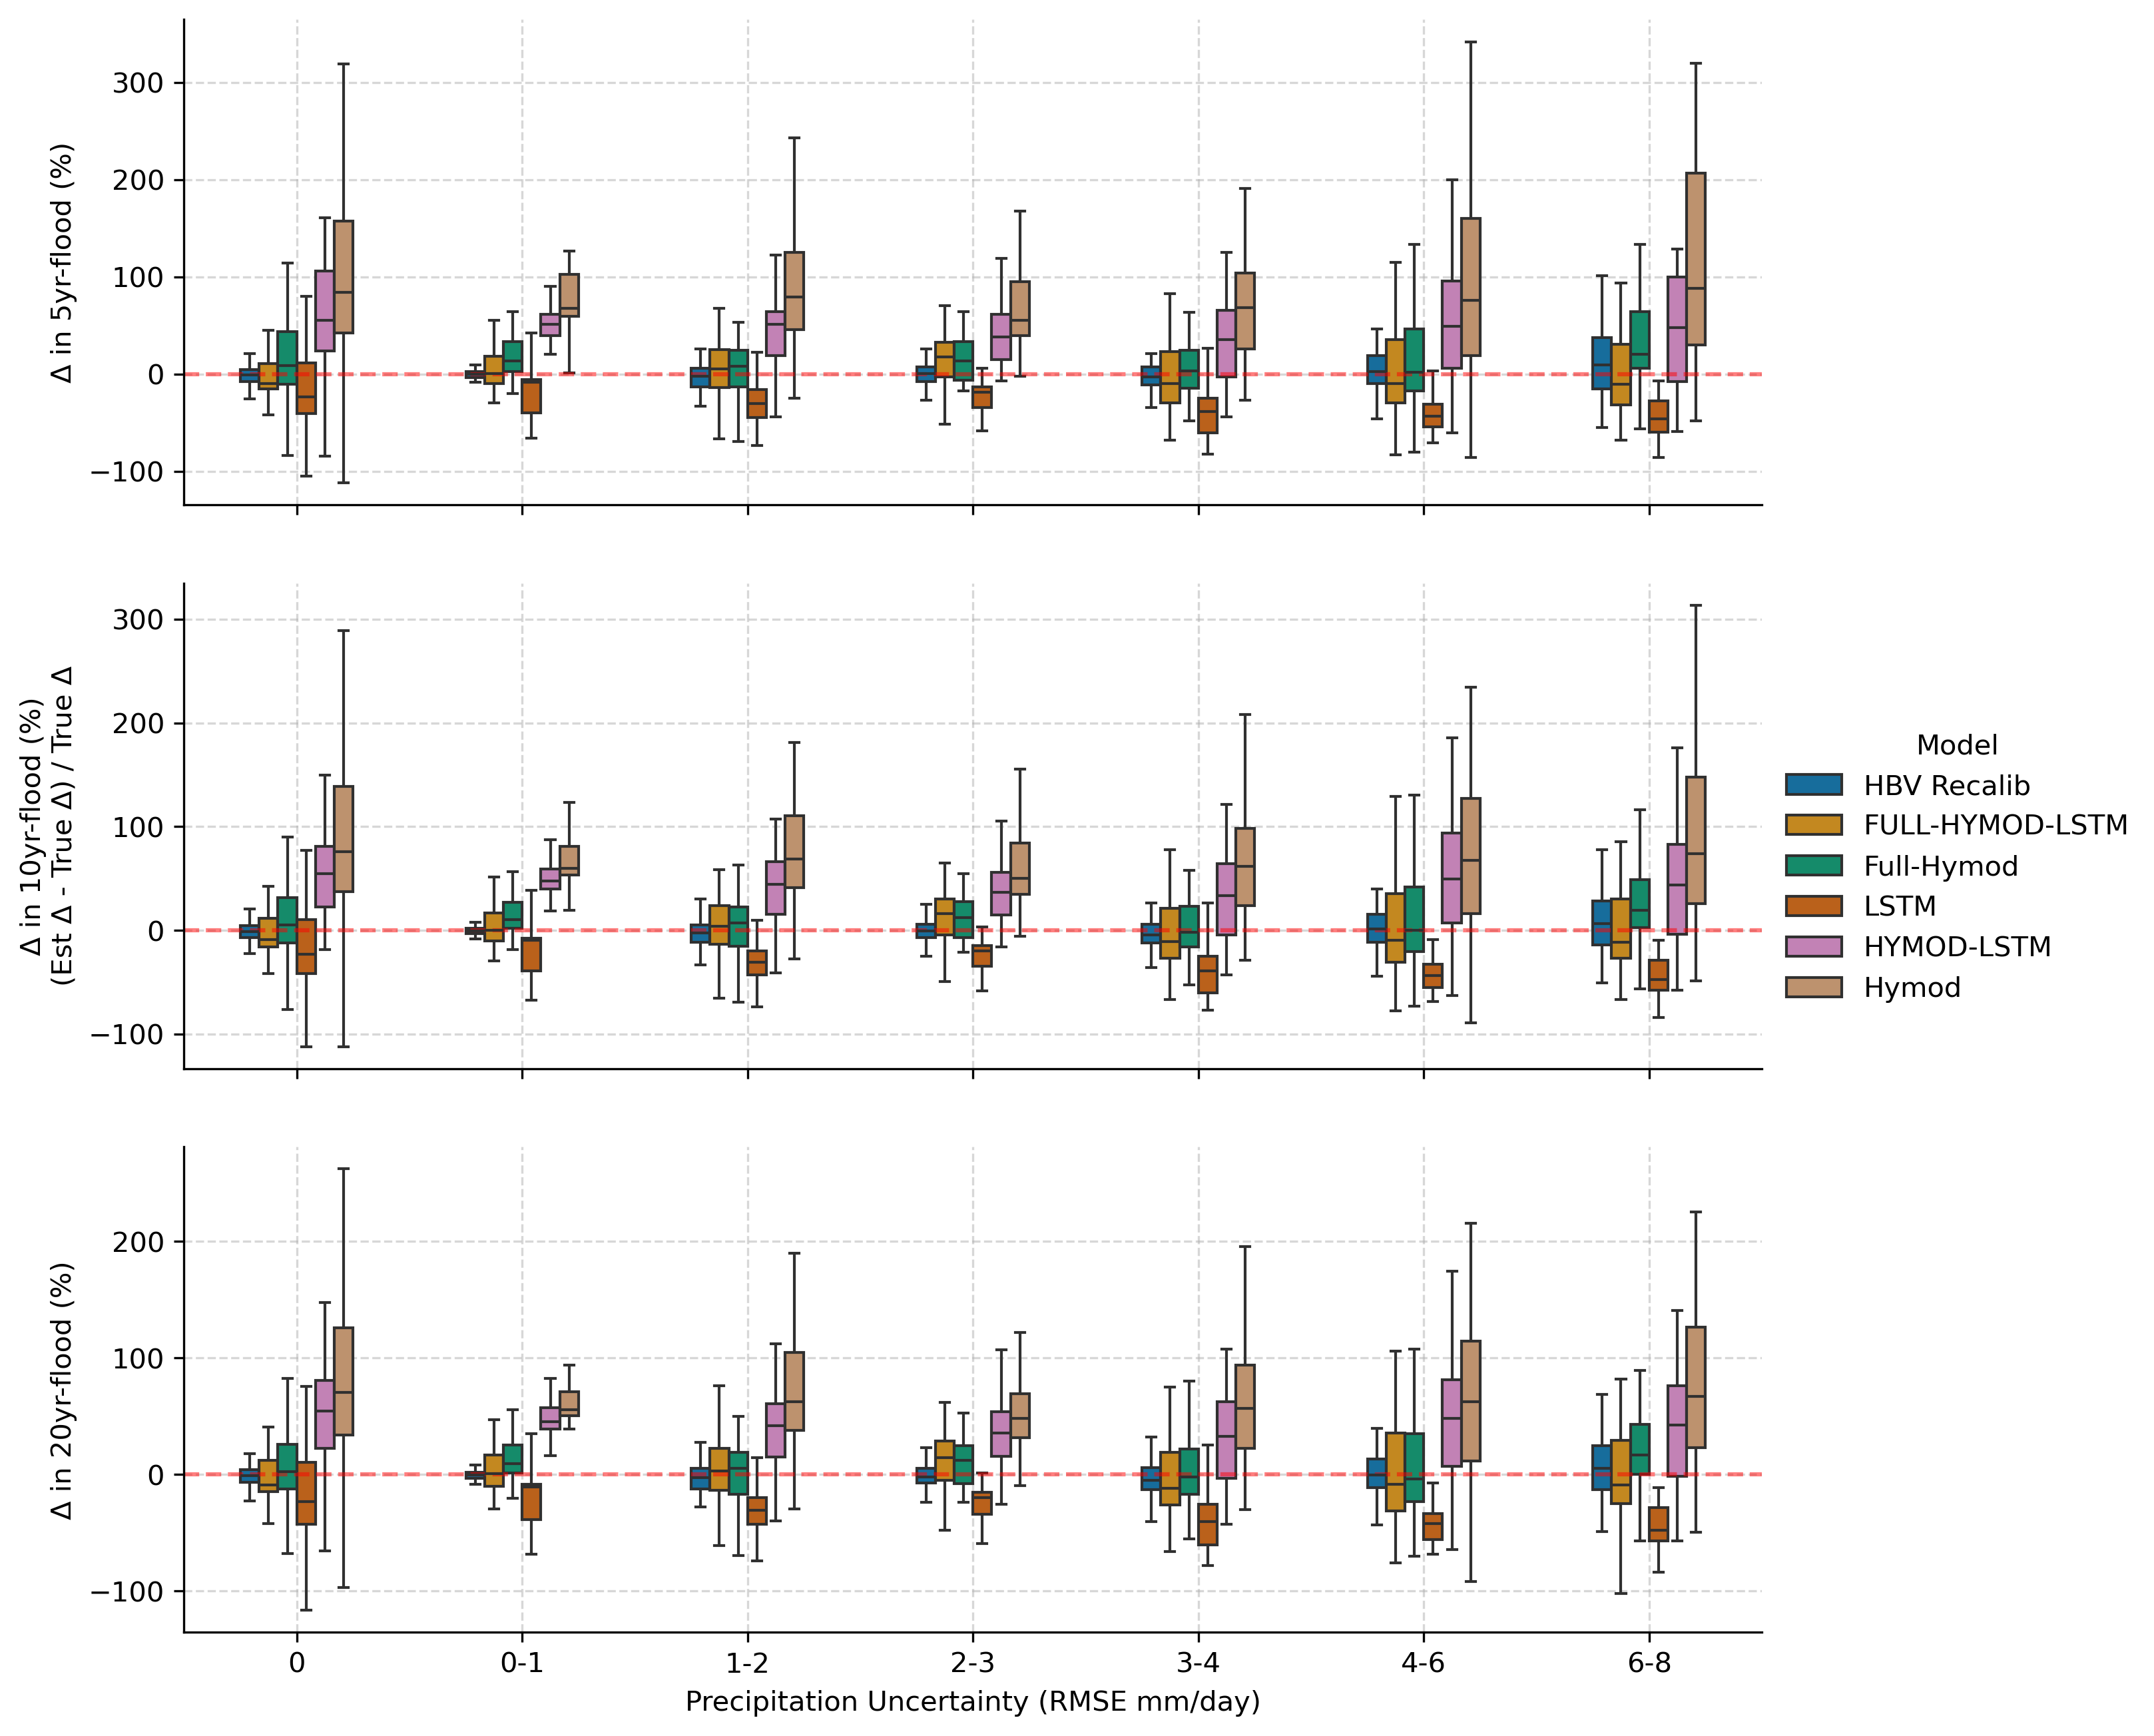 Δ in 5yr-flood (%)
300
200
100
0
−100
Δ in 10yr-flood (%)
(Est Δ - True Δ) / True Δ
300
200
100
0
−100
Model
HBV Recalib
FULL-HYMOD-LSTM
Full-Hymod
LSTM
HYMOD-LSTM
Hymod
Δ in 20yr-flood (%)
200
100
0
−100
0 0-1 1-2 2-3 3-4 4-6 6-8
Precipitation Uncertainty (RMSE mm/day)